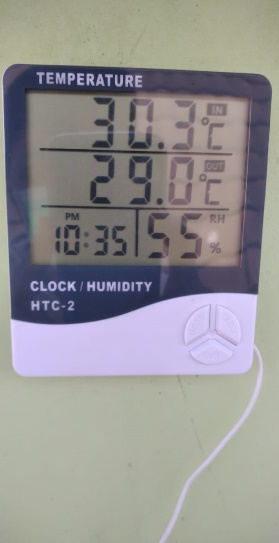 TEMPERATURE
30.3°C IN
29.0°C OUT
PM 10:35 55% RH
CLOCK / HUMIDITY
HTC-2